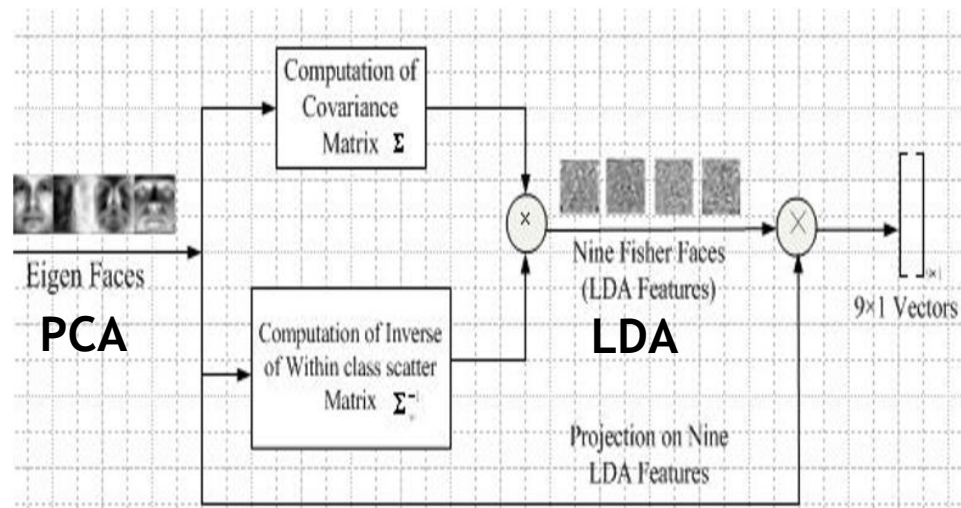 Computation of
Covariance
Matrix Σ
Eigen Faces
PCA
×
Nine Fisher Faces
(LDA Features)
LDA
×
9×1 Vectors
Computation of Inverse
of Within class scatter
Matrix Σ
Projection on Nine
LDA Features